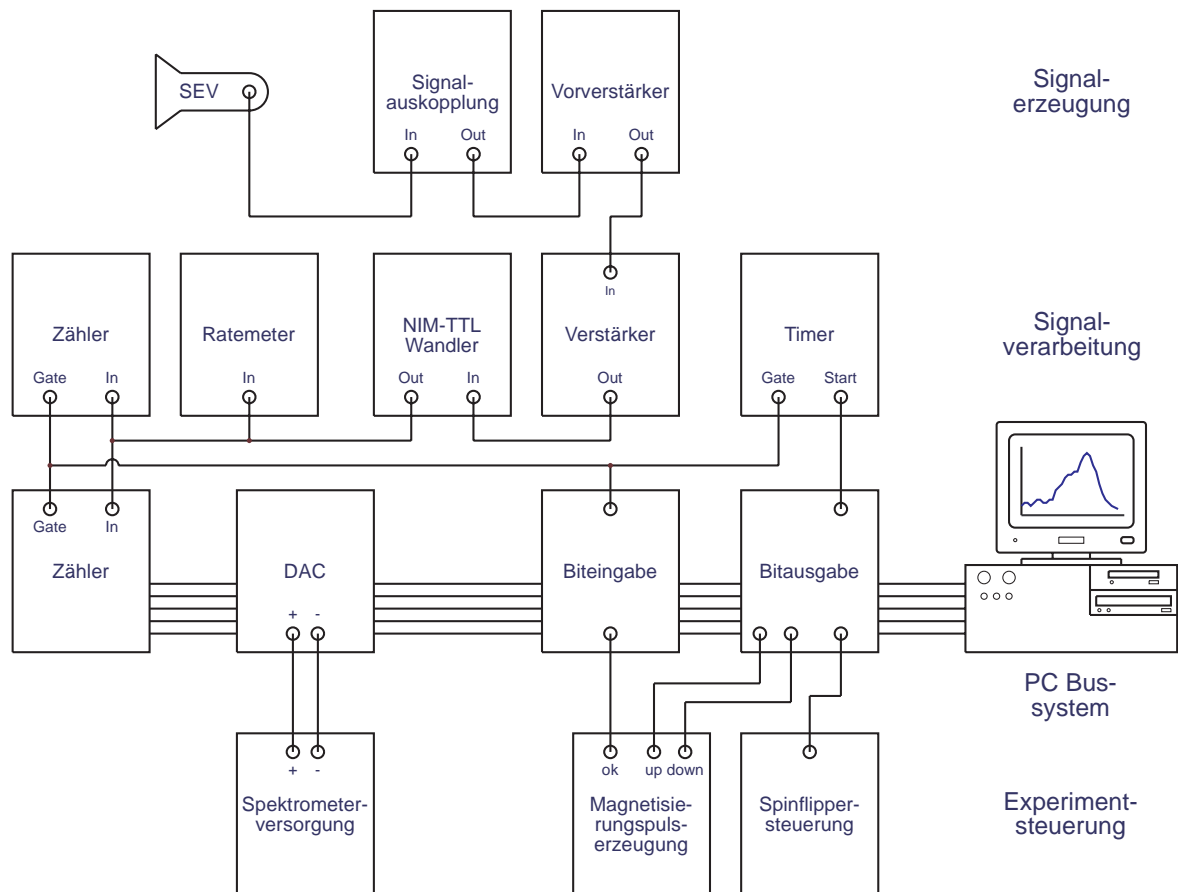 SEV
Signal-
auskopplung
In Out
Vorverstärker
In Out
Signal-
erzeugung
Zähler
Gate In
Ratemeter
In
NIM-TTL
Wandler
Out In
In
Verstärker
Out
Timer
Gate Start
Signal-
verarbeitung
Gate In
Zähler
DAC
+ -
Biteingabe
Bitausgabe
PC Bus-
system
+ -
Spektrometer-
versorgung
ok up down
Magnetisie-
rungspuls-
erzeugung
Spinflipper-
steuerung
Experiment-
steuerung